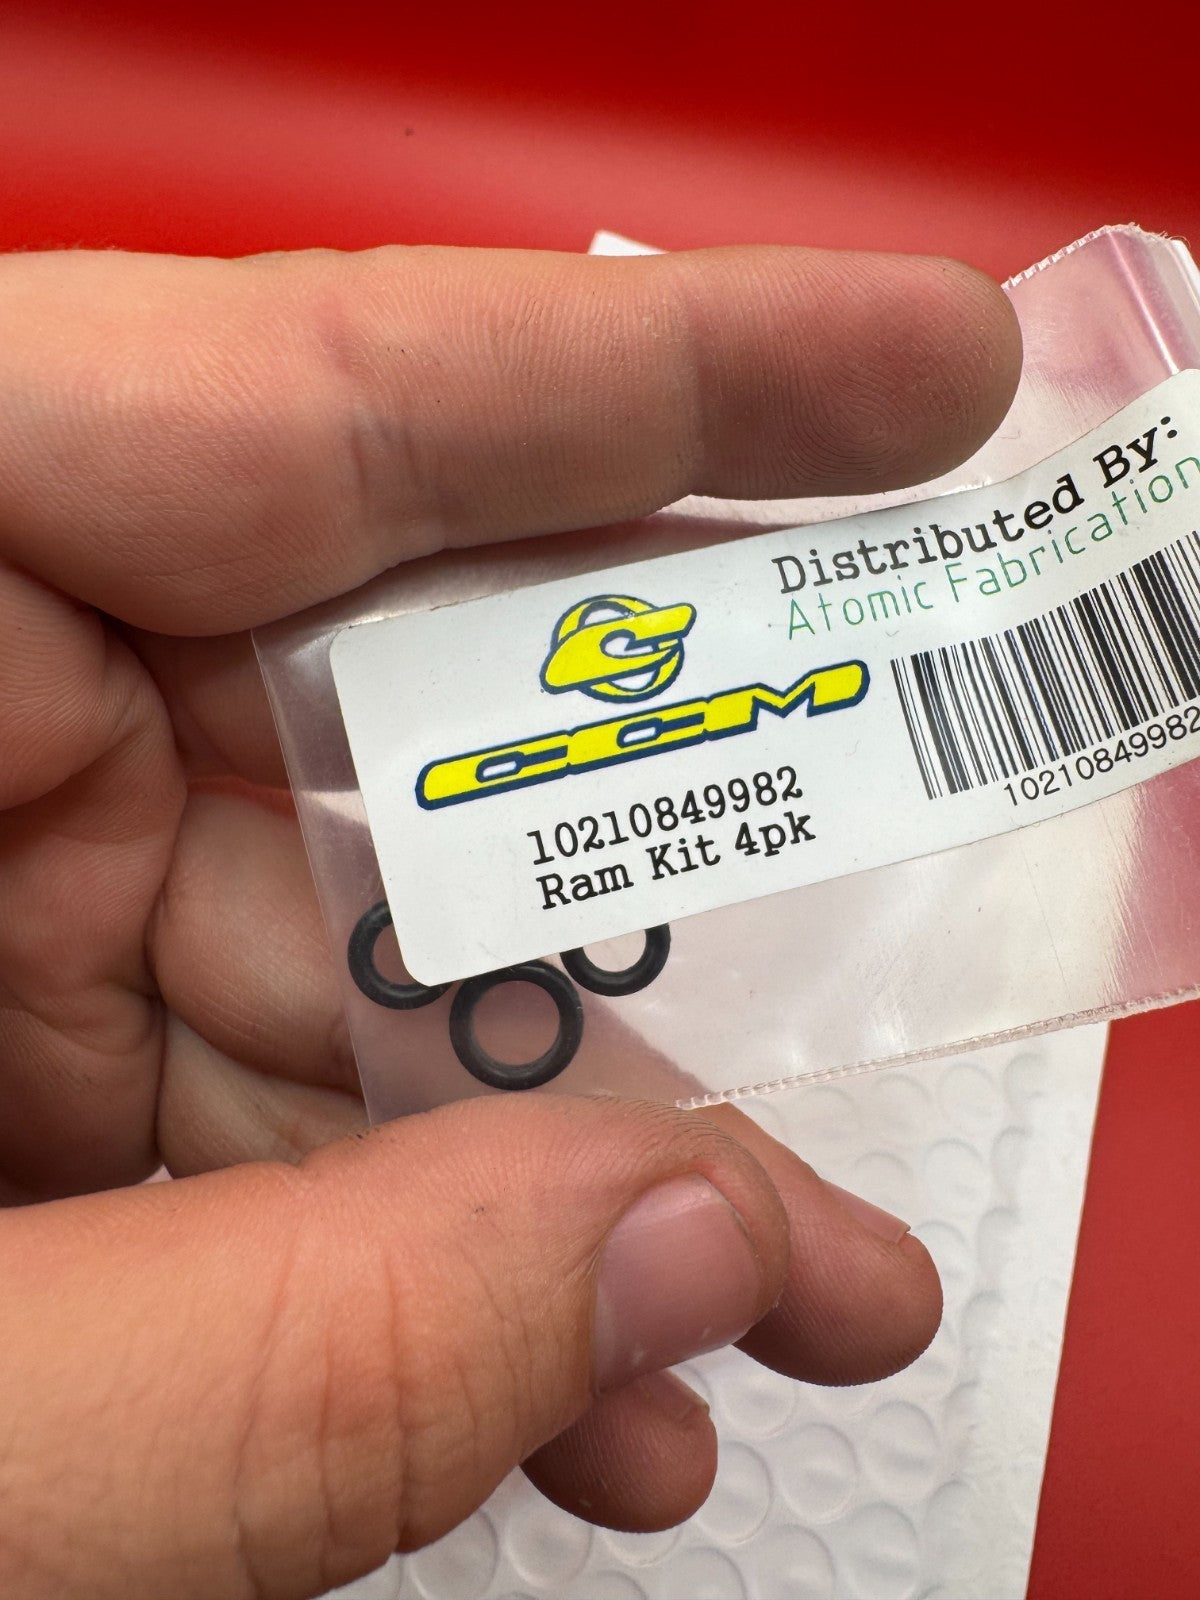 Distributed By:
Atomic Fabrication
CCM
10210849982
Ram Kit 4pk
10210849982